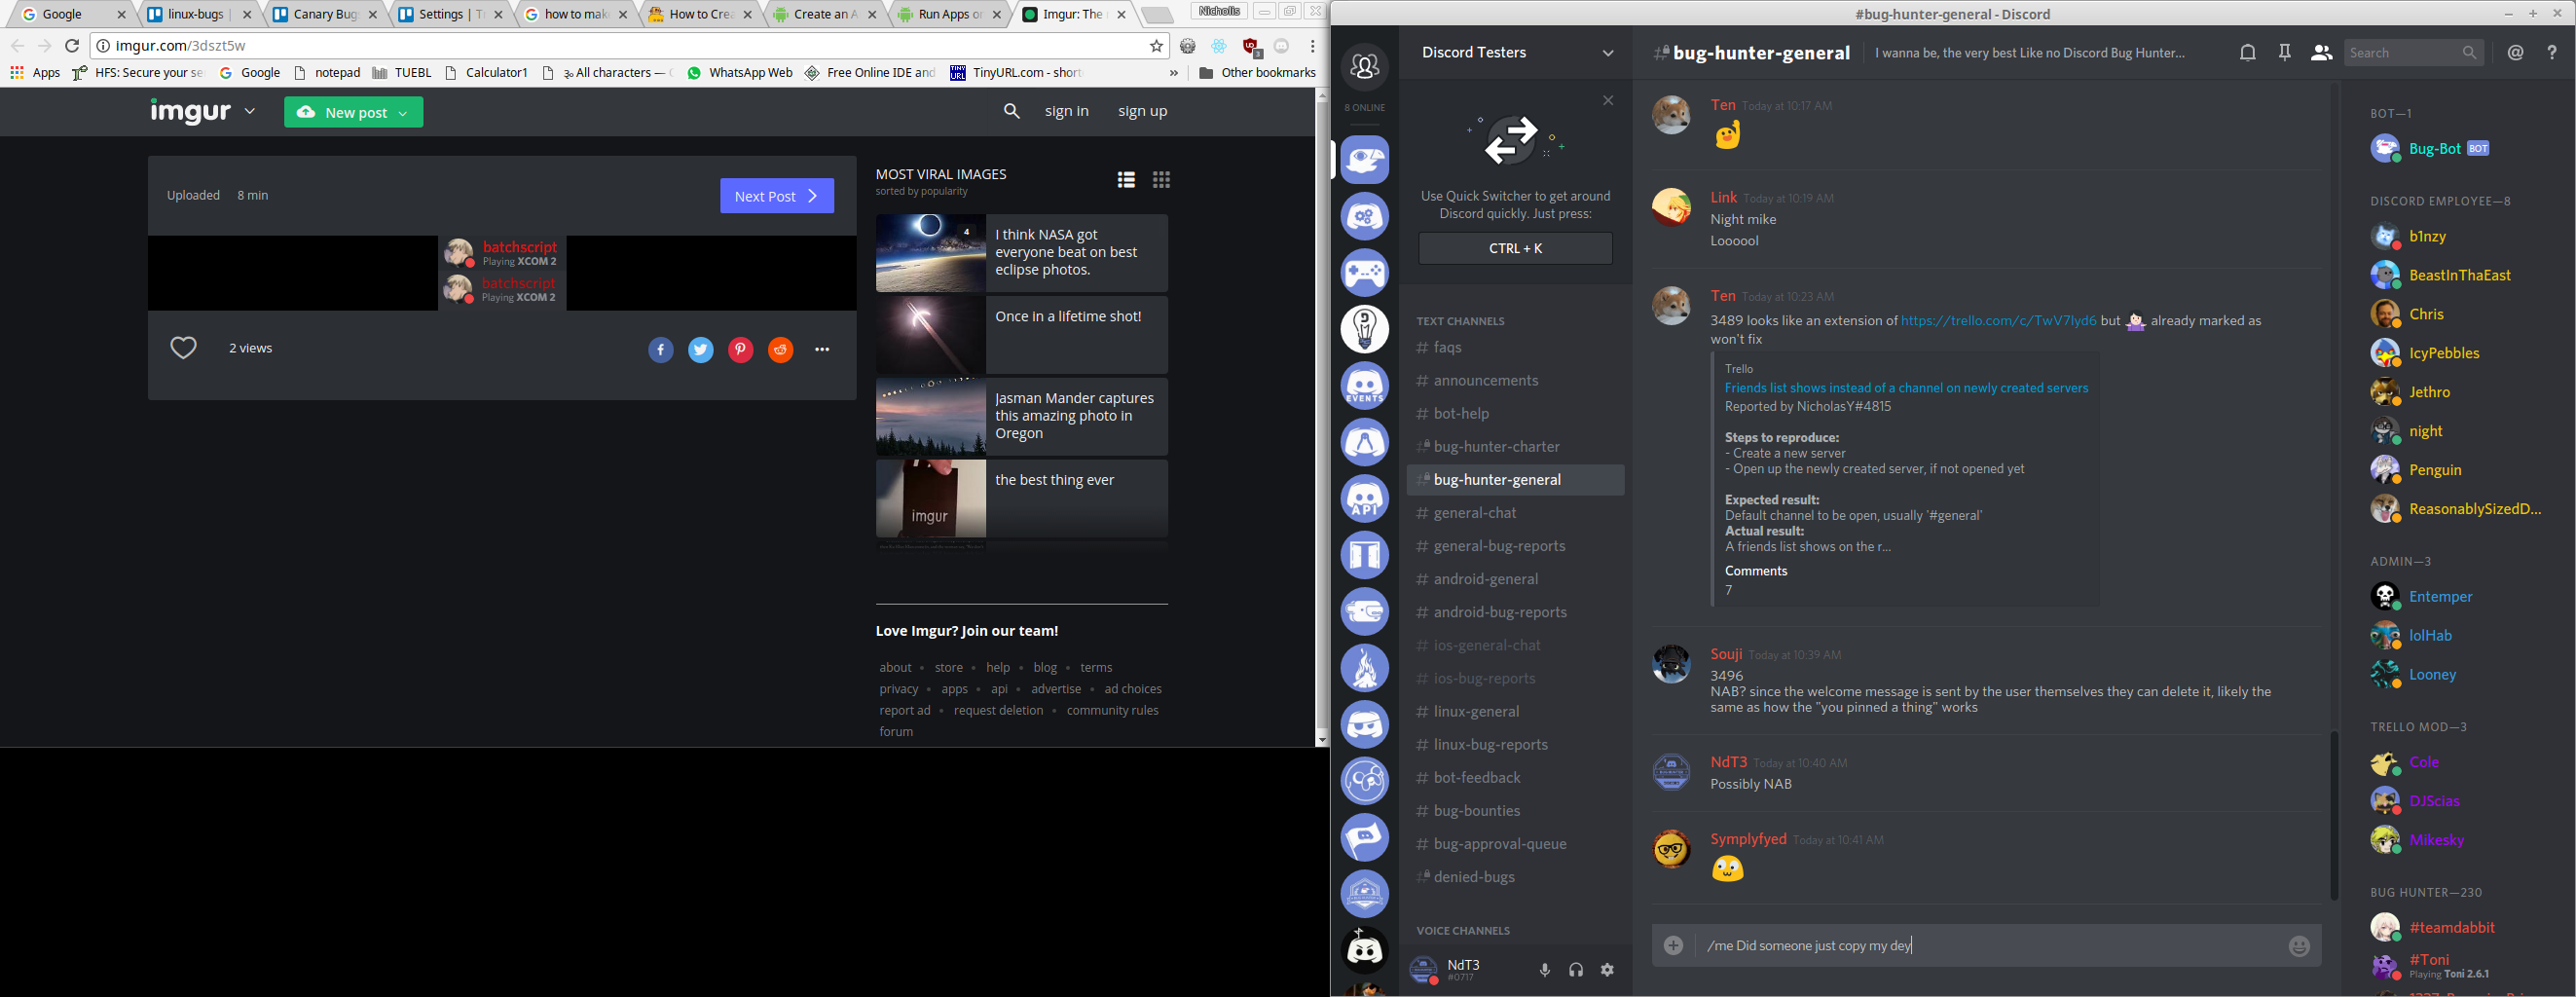 Google
linux-bugs |
Canary Bug
Settings | T
how to mak
How to Crea
Create an A
Run Apps on
Imgur: The
Nicholis
imgur.com/3dszt5w
Apps
HFS: Secure your se
Google
notepad
TUEBL
Calculator1
All characters —
WhatsApp Web
Free Online IDE and
TinyURL.com - short
»
Other bookmarks
imgur
New post
sign in
sign up
Uploaded 8 min
Next Post
batchscript
Playing XCOM 2
batchscript
Playing XCOM 2
2 views
MOST VIRAL IMAGES
sorted by popularity
4
I think NASA got
everyone beat on best
eclipse photos.
Once in a lifetime shot!
Jasman Mander captures
this amazing photo in
Oregon
imgur
the best thing ever
Love Imgur? Join our team!
about • store • help • blog • terms
privacy • apps • api • advertise • ad choices
report ad • request deletion • community rules
forum
#bug-hunter-general - Discord
8 ONLINE
EVENTS
API
Discord Testers
Use Quick Switcher to get around
Discord quickly. Just press:
CTRL + K
TEXT CHANNELS
# faqs
# announcements
# bot-help
# bug-hunter-charter
# bug-hunter-general
# general-chat
# general-bug-reports
# android-general
# android-bug-reports
# ios-general-chat
# ios-bug-reports
# linux-general
# linux-bug-reports
# bot-feedback
# bug-bounties
# bug-approval-queue
# denied-bugs
VOICE CHANNELS
NdT3
#0717
# bug-hunter-general
I wanna be, the very best Like no Discord Bug Hunter...
Search
@
?
Ten Today at 10:17 AM
Link Today at 10:19 AM
Night mike
Loooool
Ten Today at 10:23 AM
3489 looks like an extension of https://trello.com/c/TwV7lyd6 but already marked as
won't fix
Trello
Friends list shows instead of a channel on newly created servers
Reported by NicholasY#4815
Steps to reproduce:
- Create a new server
- Open up the newly created server, if not opened yet
Expected result:
Default channel to be open, usually '#general'
Actual result:
A friends list shows on the r...
Comments
7
Souji Today at 10:39 AM
3496
NAB? since the welcome message is sent by the user themselves they can delete it, likely the
same as how the "you pinned a thing" works
NdT3 Today at 10:40 AM
Possibly NAB
Symplyfyed Today at 10:41 AM
/me Did someone just copy my dey
BOT—1
Bug-Bot BOT
DISCORD EMPLOYEE—8
b1nzy
BeastInThaEast
Chris
IcyPebbles
Jethro
night
Penguin
ReasonablySizedD...
ADMIN—3
Entemper
lolHab
Looney
TRELLO MOD—3
Cole
DJScias
Mikesky
BUG HUNTER—230
#teamdabbit
#Toni
Playing Toni 2.6.1